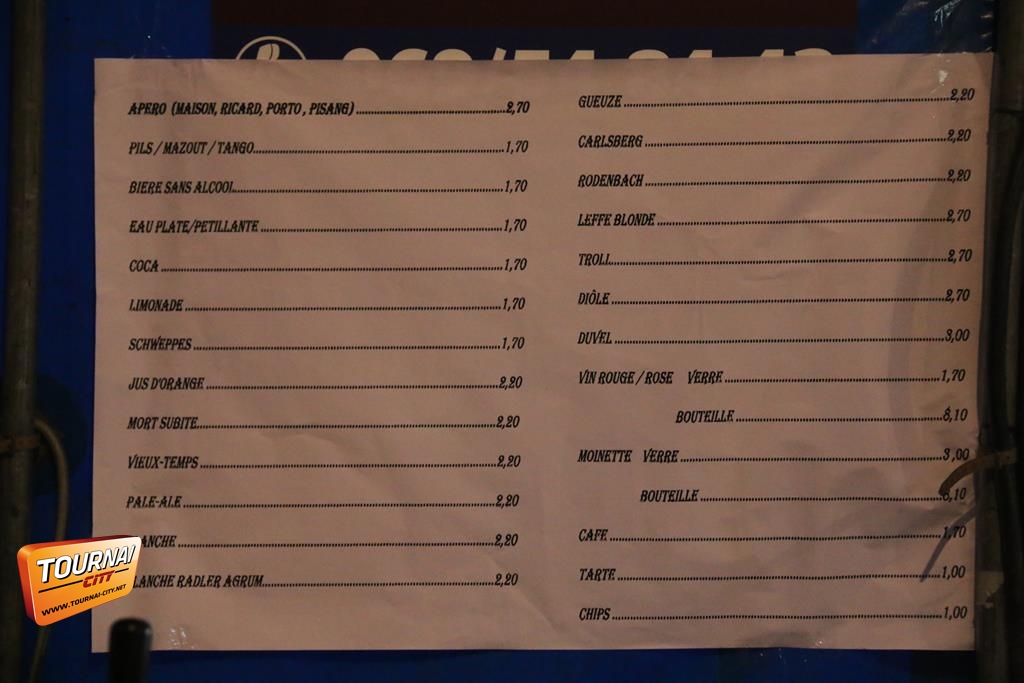 APERO (MAISON, RICARD, PORTO, PISANG) 2,70
PILS / MAZOUT / TANGO 1,70
BIERE SANS ALCOOL 1,70
EAU PLATE/PETILLANTE 1,70
COCA 1,70
LIMONADE 1,70
SCHWEPPES 1,70
JUS D'ORANGE 2,20
MORT SUBITE 2,20
VIEUX-TEMPS 2,20
PALE-ALE 2,20
ANCHE 2,20
LANCHE RADLER AGRUM 2,20
GUEUZE 2,20
CARLSBERG 2,20
RODENBACH 2,20
LEFFE BLONDE 2,70
TROLL 2,70
DIÔLE 2,70
DUVEL 3,00
VIN ROUGE / ROSE VERRE 1,70
BOUTEILLE 8,10
MOINETTE VERRE 3,00
BOUTEILLE
CAFE 1,70
TARTE 1,00
CHIPS 1,00
TOURNAI
CITY
WWW.TOURNAI-CITY.NET